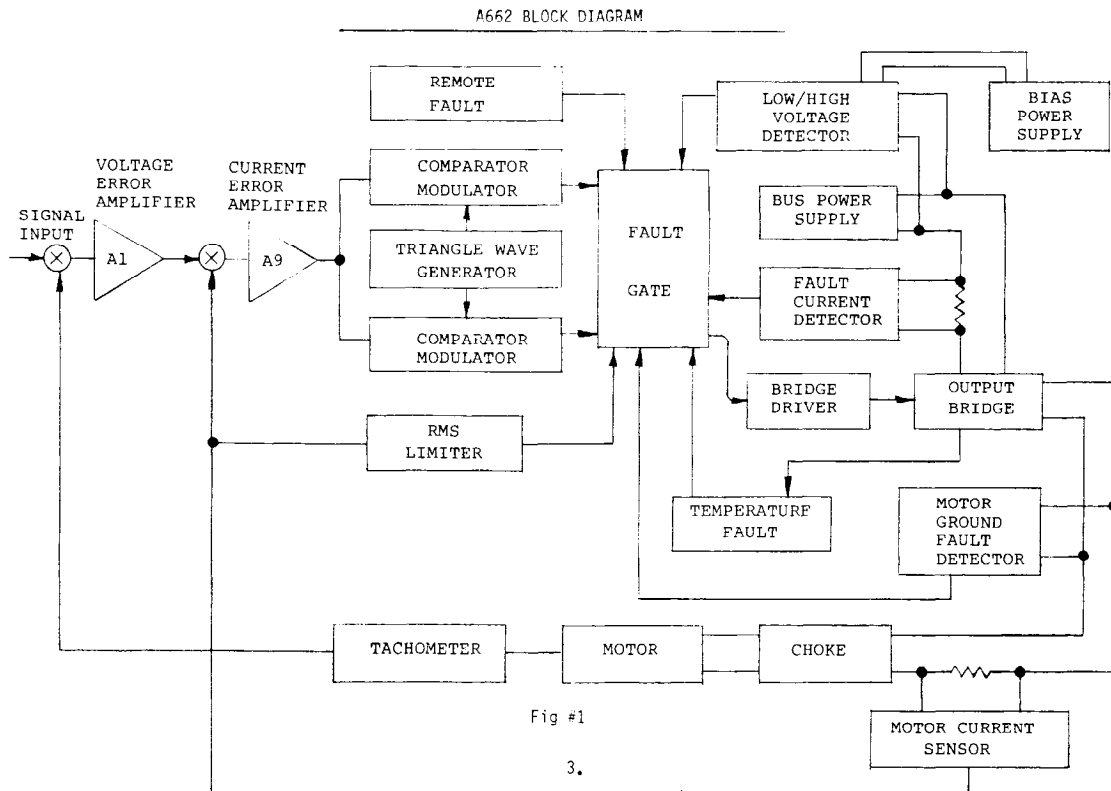 A662 BLOCK DIAGRAM
REMOTE
FAULT
LOW/HIGH
VOLTAGE
DETECTOR
BIAS
POWER
SUPPLY
VOLTAGE
ERROR
AMPLIFIER
CURRENT
ERROR
AMPLIFIER
COMPARATOR
MODULATOR
BUS POWER
SUPPLY
SIGNAL
INPUT
A1
A9
TRIANGLE WAVE
GENERATOR
FAULT
GATE
FAULT
CURRENT
DETECTOR
COMPARATOR
MODULATOR
BRIDGE
DRIVER
OUTPUT
BRIDGE
RMS
LIMITER
TEMPERATURE
FAULT
MOTOR
GROUND
FAULT
DETECTOR
TACHOMETER
MOTOR
CHOKE
MOTOR CURRENT
SENSOR
Fig #1
3.